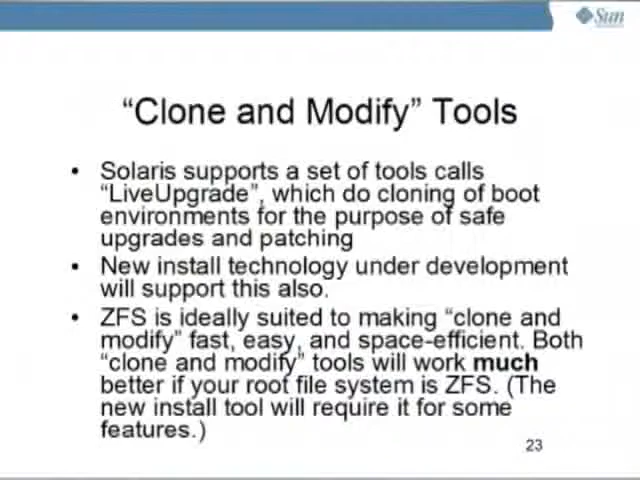 Sun
"Clone and Modify" Tools
• Solaris supports a set of tools calls
"LiveUpgrade", which do cloning of boot
environments for the purpose of safe
upgrades and patching
• New install technology under development
will support this also.
• ZFS is ideally suited to making "clone and
modify" fast, easy, and space-efficient. Both
"clone and modify" tools will work much
better if your root file system is ZFS. (The
new install tool will require it for some
features.)
23